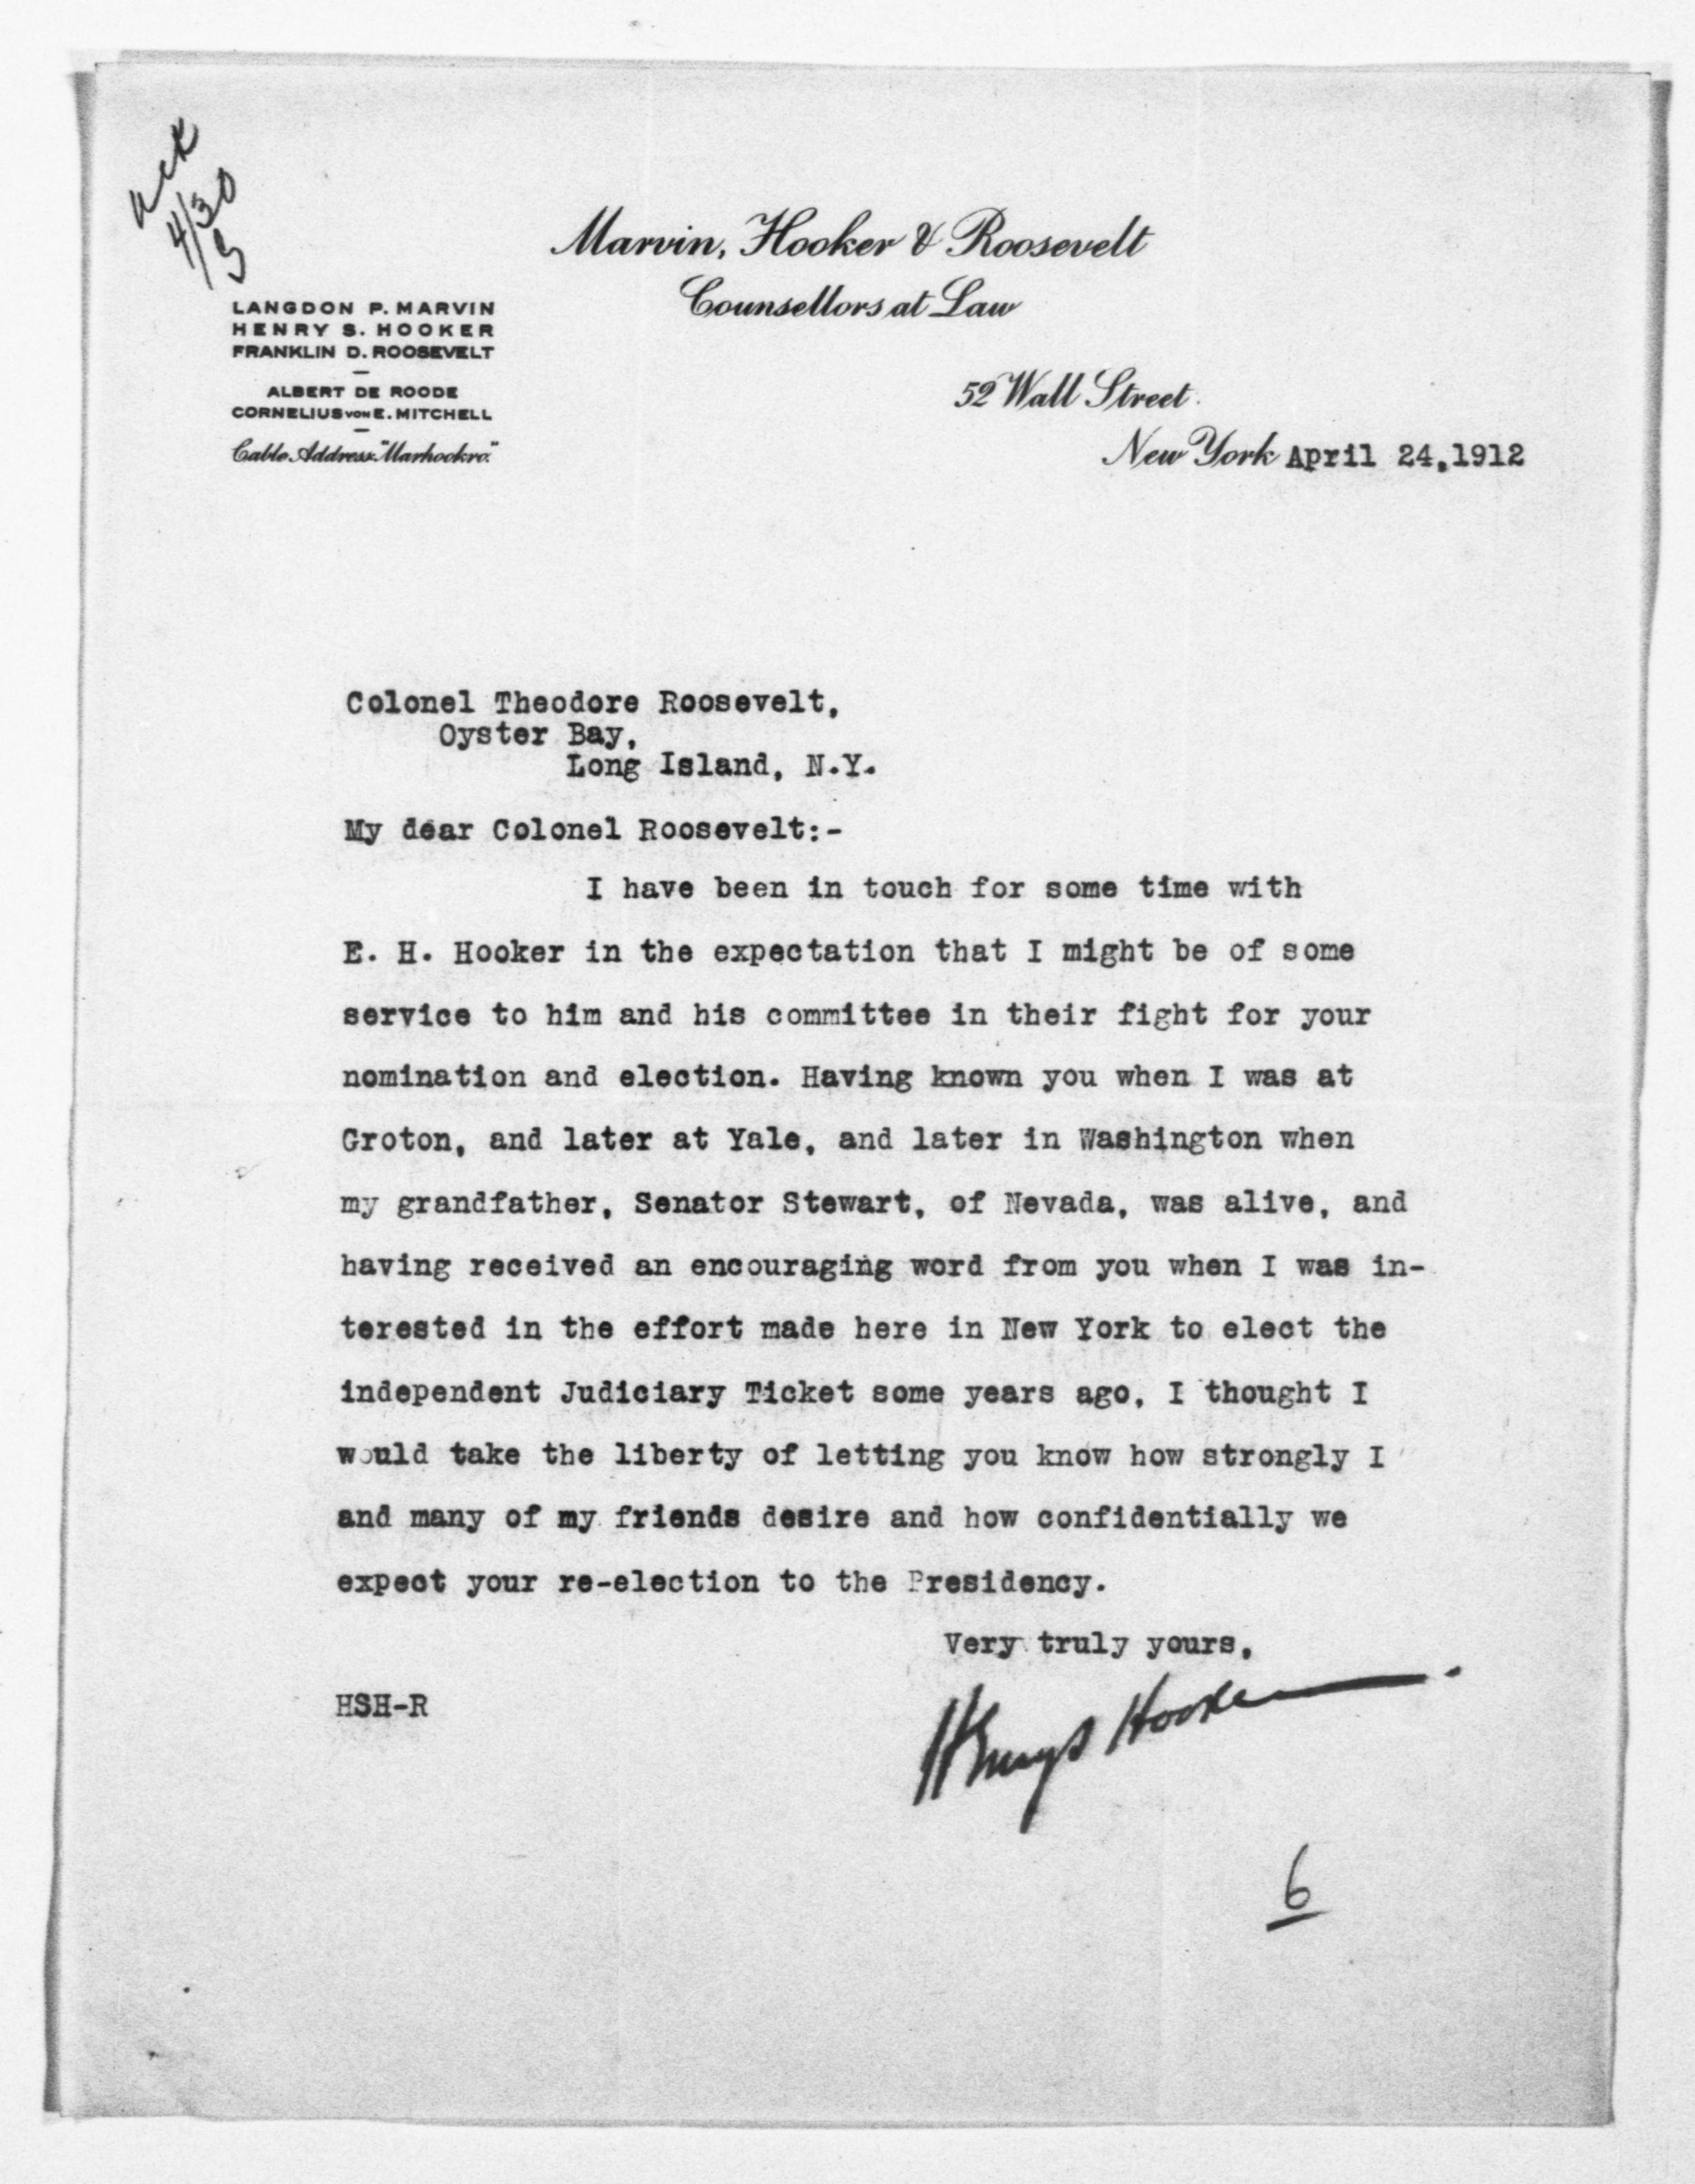 ack
4/30
S
Marvin, Hooker & Roosevelt
Counsellors at Law
LANGDON P. MARVIN
HENRY S. HOOKER
FRANKLIN D. ROOSEVELT
ALBERT DE ROODE
CORNELIUS VON E. MITCHELL
Cable Address "Marhookro."
52 Wall Street.
New York April 24,1912
Colonel Theodore Roosevelt,
Oyster Bay,
Long Island, N.Y.
My dear Colonel Roosevelt:-
I have been in touch for some time with
E. H. Hooker in the expectation that I might be of some
service to him and his committee in their fight for your
nomination and election. Having known you when I was at
Groton, and later at Yale, and later in Washington when
my grandfather, Senator Stewart, of Nevada, was alive, and
having received an encouraging word from you when I was in-
terested in the effort made here in New York to elect the
independent Judiciary Ticket some years ago, I thought I
would take the liberty of letting you know how strongly I
and many of my friends desire and how confidentially we
expect your re-election to the Presidency.
Very truly yours,
HSH-R
Henry S Hooker
6